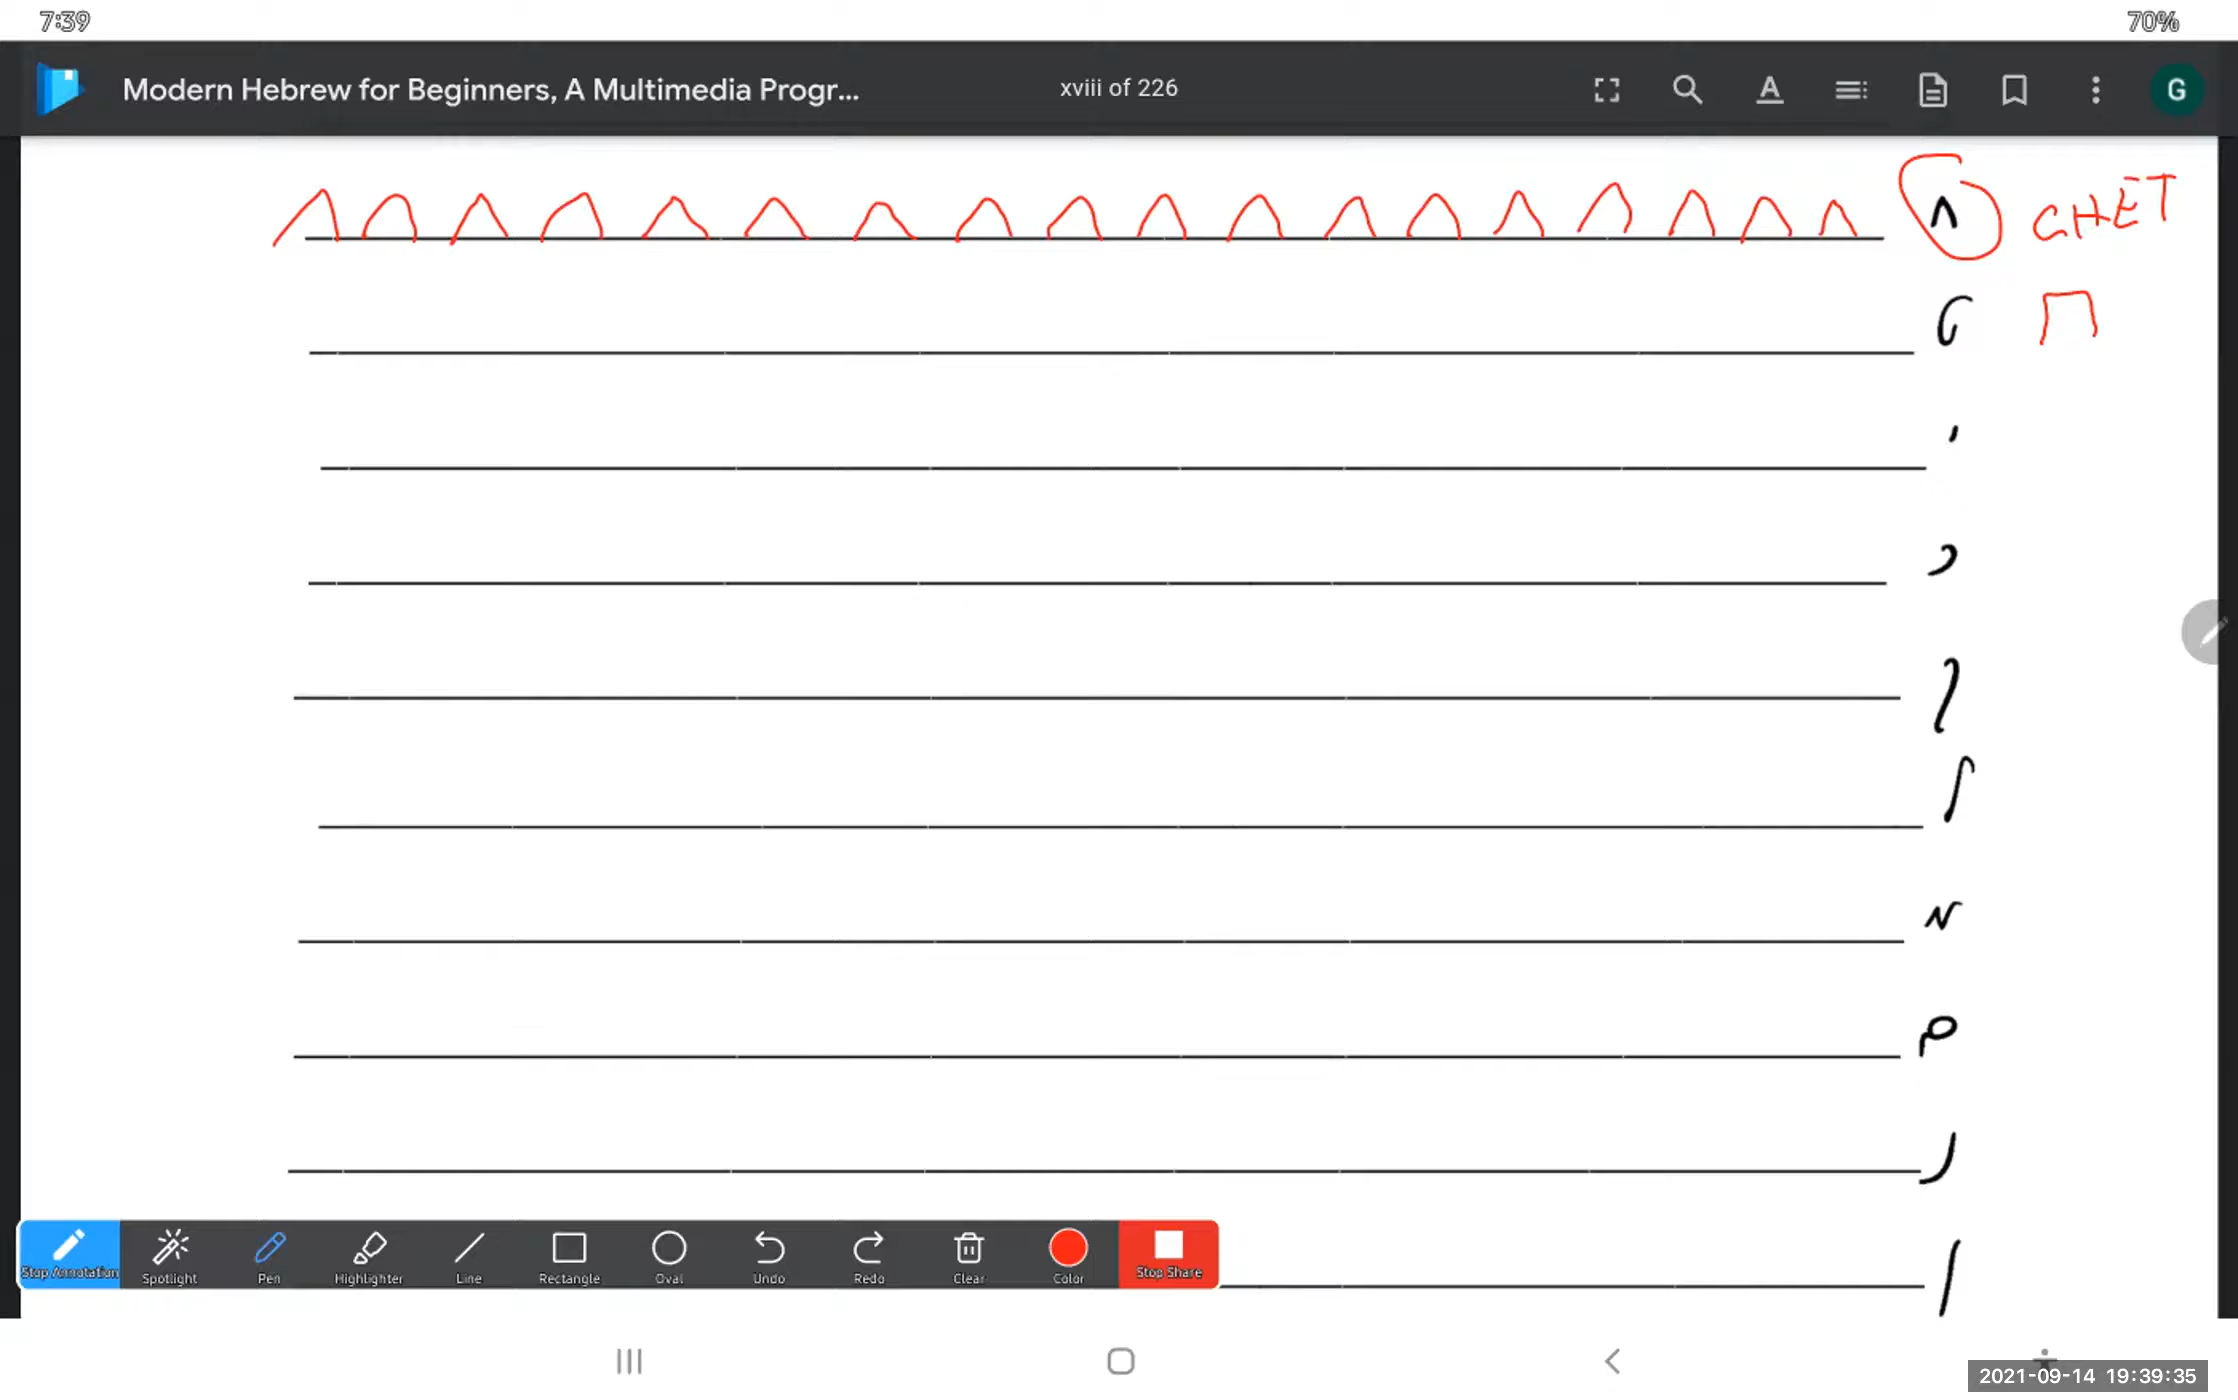 7:39 70%
Modern Hebrew for Beginners, A Multimedia Progr... xviii of 226 A G
ח CHET
ט ח
י
כ
ך
ל
מ
ם
נ
ן
Stop Annotation Spotlight Pen Highlighter Line Rectangle Oval Undo Redo Clear Color Stop Share
2021-09-14 19:39:35